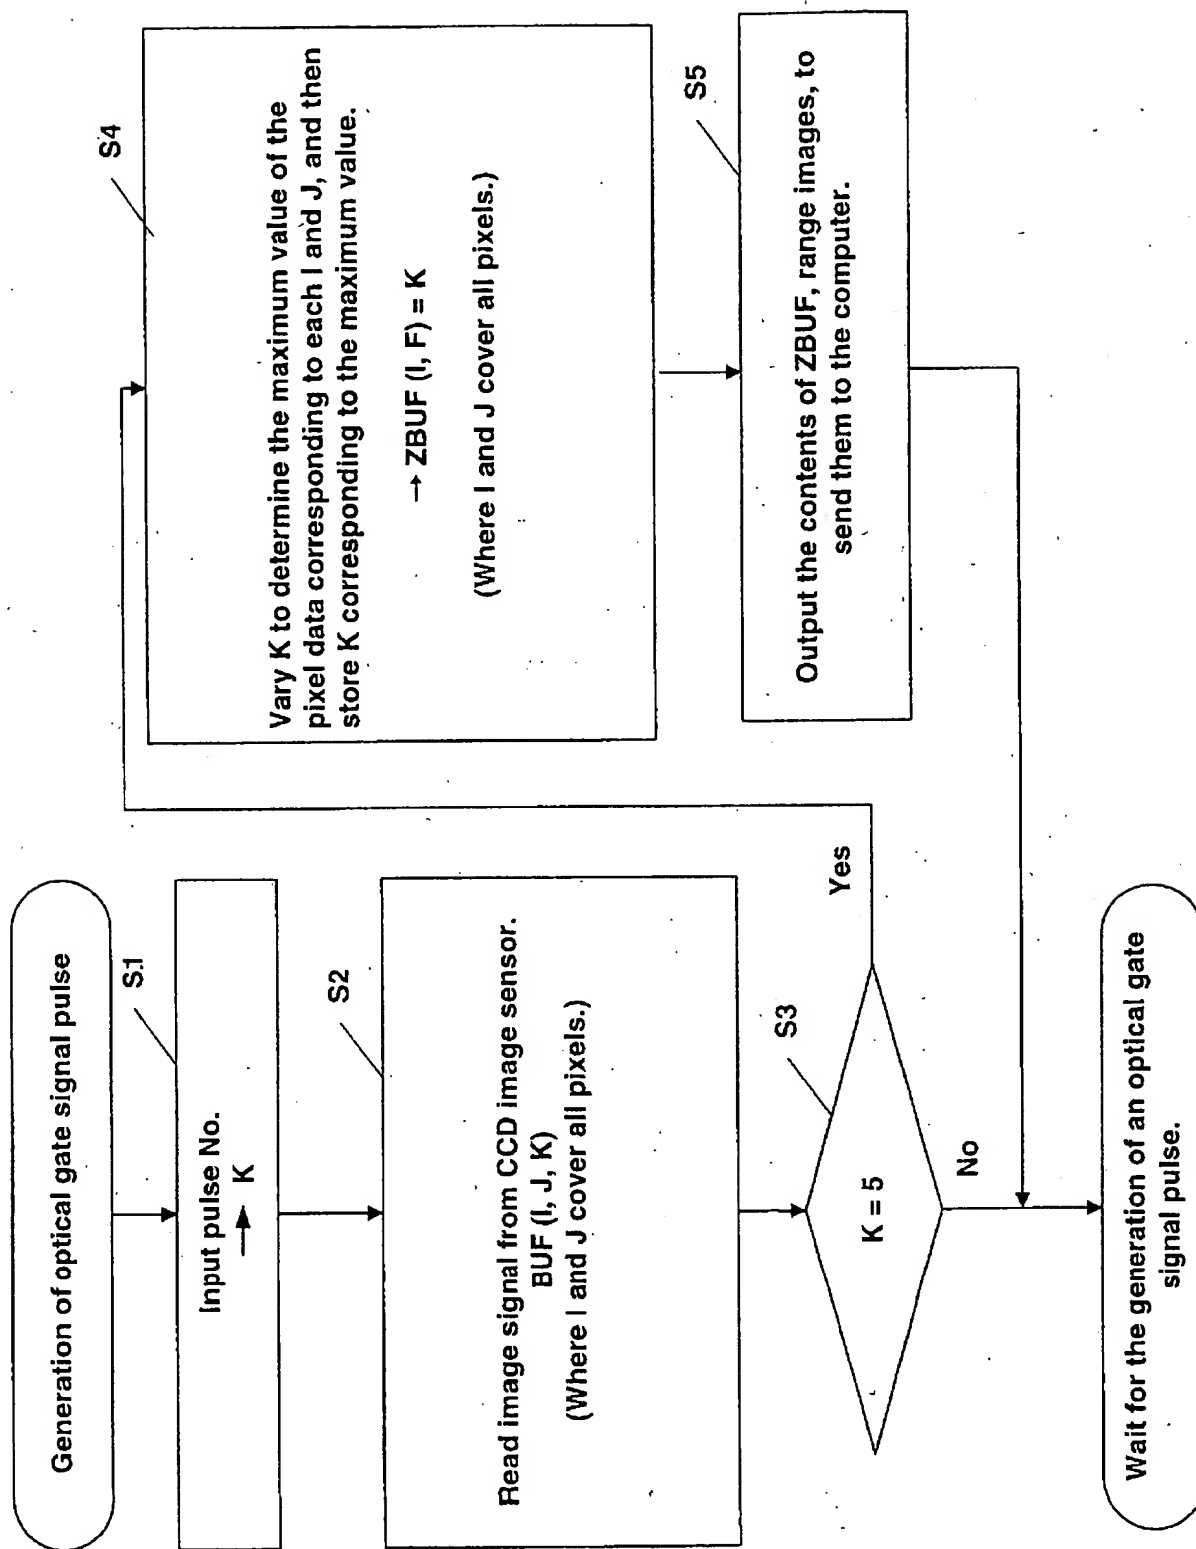 Generation of optical gate signal pulse
S1
Input pulse No.
→ K
S2
Read image signal from CCD image sensor.
BUF (I, J, K)
(Where I and J cover all pixels.)
S3
K = 5
Yes
No
S4
Vary K to determine the maximum value of the
pixel data corresponding to each I and J, and then
store K corresponding to the maximum value.
→ ZBUF (I, F) = K
(Where I and J cover all pixels.)
S5
Output the contents of ZBUF, range images, to
send them to the computer.
Wait for the generation of an optical gate
signal pulse.